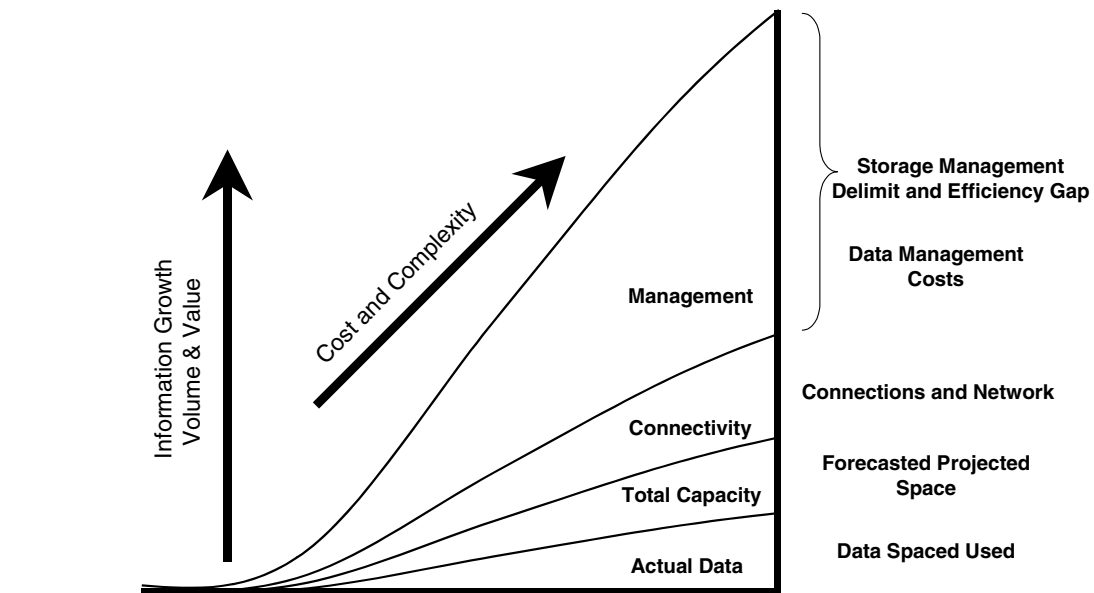 Information Growth
Volume & Value
Cost and Complexity
Management
Connectivity
Total Capacity
Actual Data
Storage Management
Delimit and Efficiency Gap
Data Management
Costs
Connections and Network
Forecasted Projected
Space
Data Spaced Used